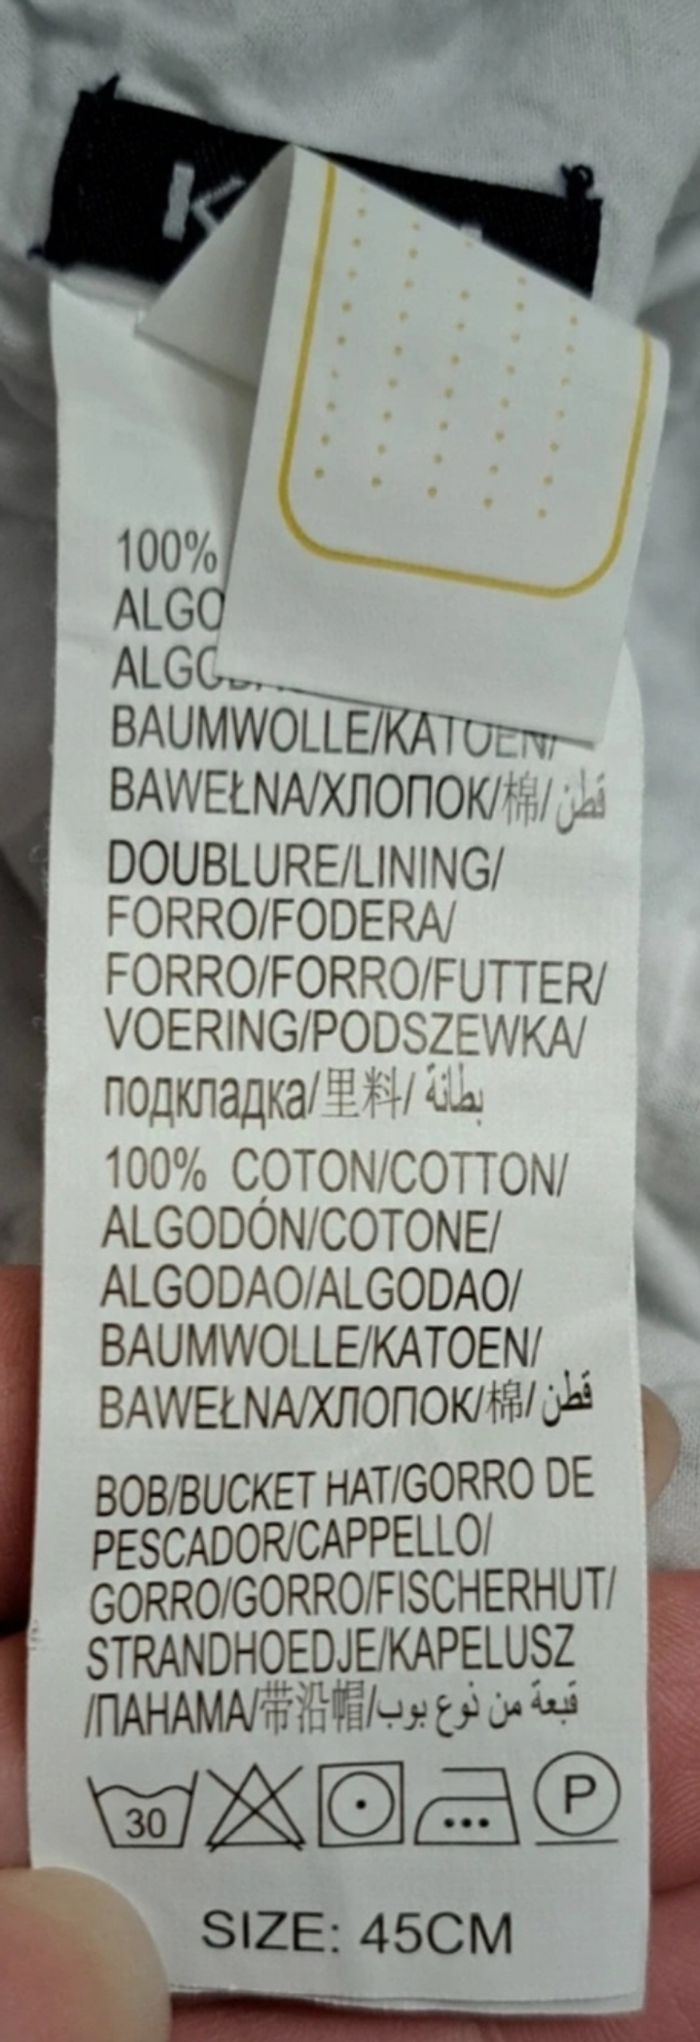 K
100%
BAUMWOLLE/KATOEN/
BAWEŁNA/ХЛОПОК/棉/قطن
DOUBLURE/LINING/
FORRO/FODERA/
FORRO/FORRO/FUTTER/
VOERING/PODSZEWKA/
подкладка/里料/بطانة
100% COTON/COTTON/
ALGODÓN/COTONE/
ALGODAO/ALGODAO/
BAUMWOLLE/KATOEN/
BAWEŁNA/ХЛОПОК/棉/قطن
BOB/BUCKET HAT/GORRO DE
PESCADOR/CAPPELLO/
GORRO/GORRO/FISCHERHUT/
STRANDHOEDJE/KAPELUSZ
/ПАНАМА/带沿帽/قبعة من نوع بوب
30 P
SIZE: 45CM